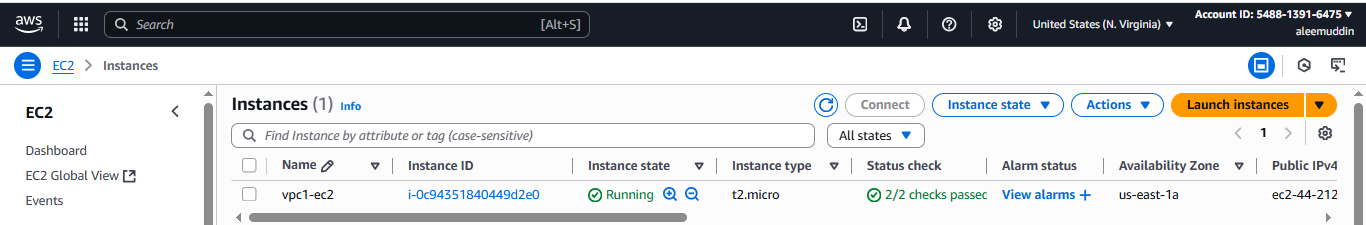 aws
Search [Alt+S]
United States (N. Virginia)
Account ID: 5488-1391-6475
aleemuddin
EC2 > Instances
EC2
Dashboard
EC2 Global View
Events
Instances (1) Info
Connect
Instance state
Actions
Launch instances
Find Instance by attribute or tag (case-sensitive)
All states
1
Name Instance ID Instance state Instance type Status check Alarm status Availability Zone Public IPv4
vpc1-ec2 i-0c94351840449d2e0 Running t2.micro 2/2 checks passed View alarms + us-east-1a ec2-44-212